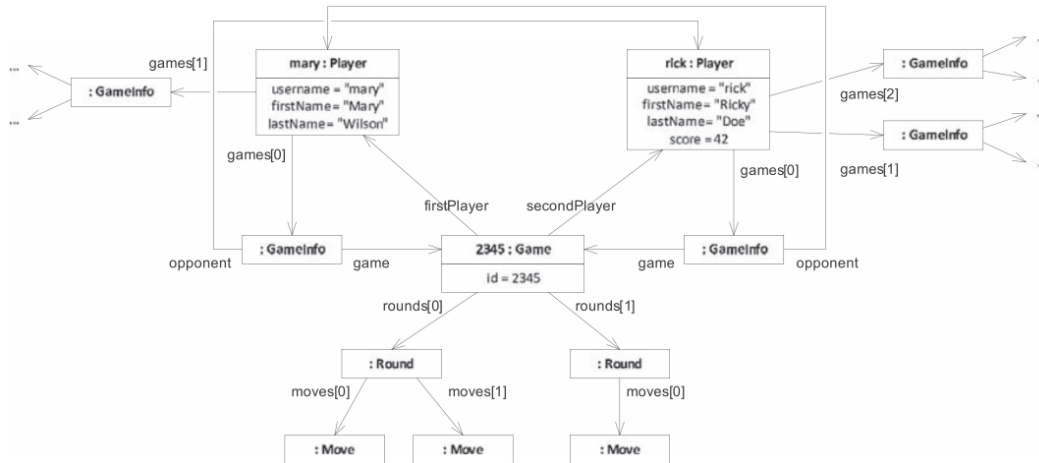 games[1]
mary : Player
rick : Player
: GameInfo
...
...
: GameInfo
username = "mary"
firstName= "Mary"
lastName= "Wilson"
username = "rick"
firstName= "Ricky"
lastName= "Doe"
score = 42
games[2]
: GameInfo
games[0]
games[0]
games[1]
firstPlayer
secondPlayer
: GameInfo
2345 : Game
: GameInfo
opponent
game
game
opponent
id = 2345
rounds[0]
rounds[1]
: Round
: Round
moves[0]
moves[1]
moves[0]
: Move
: Move
: Move